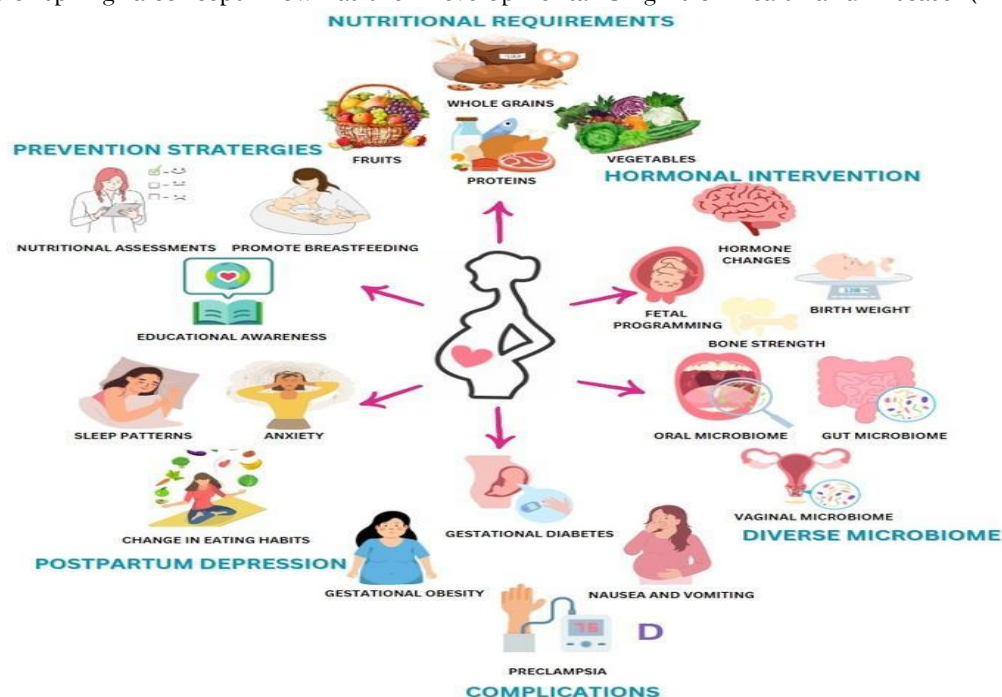 NUTRITIONAL REQUIREMENTS
WHOLE GRAINS
FRUITS
PROTEINS
VEGETABLES
PREVENTION STRATERGIES
NUTRITIONAL ASSESSMENTS
PROMOTE BREASTFEEDING
EDUCATIONAL AWARENESS
HORMONAL INTERVENTION
HORMONE
CHANGES
FETAL
PROGRAMMING
BIRTH WEIGHT
BONE STRENGTH
SLEEP PATTERNS
ANXIETY
CHANGE IN EATING HABITS
POSTPARTUM DEPRESSION
ORAL MICROBIOME
GUT MICROBIOME
VAGINAL MICROBIOME
DIVERSE MICROBIOME
GESTATIONAL DIABETES
GESTATIONAL OBESITY
NAUSEA AND VOMITING
D
PRECLAMPSIA
COMPLICATIONS